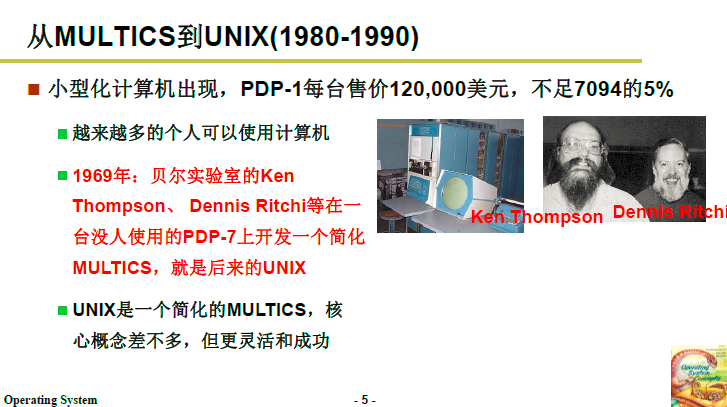 从MULTICS到UNIX(1980-1990)
小型化计算机出现，PDP-1每台售价120,000美元，不足7094的5%
越来越多的个人可以使用计算机
1969年：贝尔实验室的Ken
Thompson、 Dennis Ritchi等在一
台没人使用的PDP-7上开发一个简化
MULTICS，就是后来的UNIX
UNIX是一个简化的MULTICS，核
心概念差不多，但更灵活和成功
Ken Thompson
Dennis Ritchi
Operating
System
Concepts
Operating System
- 5 -